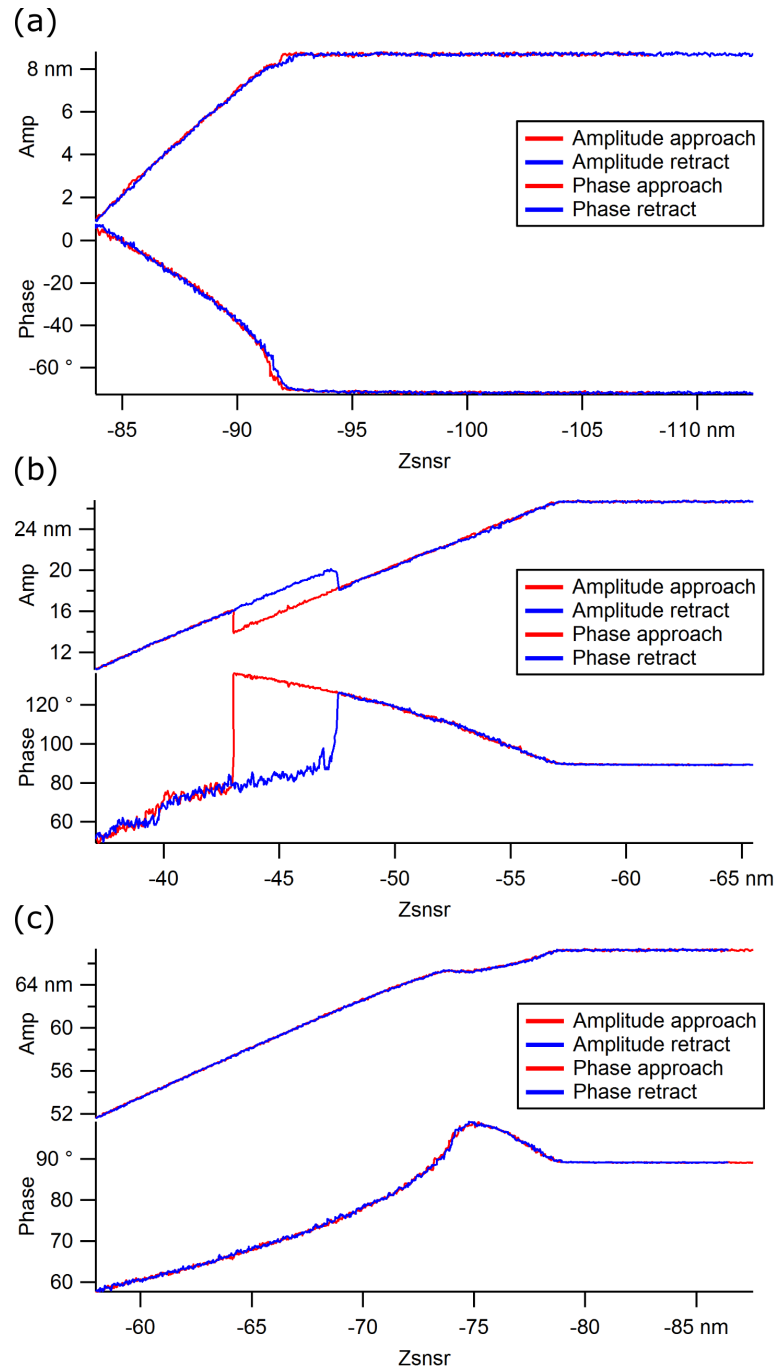 (a)
8 nm
6
4
2
Amp
0
-20
-40
-60 °
Phase
Amplitude approach
Amplitude retract
Phase approach
Phase retract
-85 -90 -95 -100 -105 -110 nm
Zsnsr
(b)
24 nm
20
16
12
Amp
120 °
100
80
60
Phase
Amplitude approach
Amplitude retract
Phase approach
Phase retract
-40 -45 -50 -55 -60 -65 nm
Zsnsr
(c)
64 nm
60
56
52
Amp
90 °
80
70
60
Phase
Amplitude approach
Amplitude retract
Phase approach
Phase retract
-60 -65 -70 -75 -80 -85 nm
Zsnsr